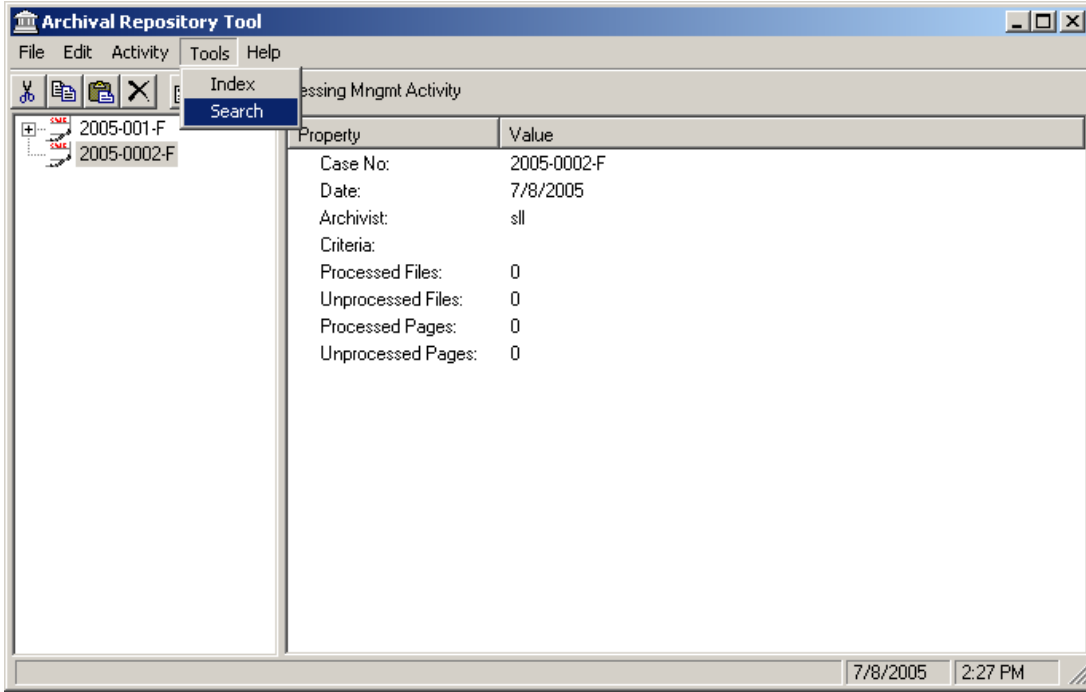 Archival Repository Tool
File Edit Activity Tools Help
Index
Search
essing Mngmt Activity
2005-001-F
2005-0002-F
Property Value
Case No: 2005-0002-F
Date: 7/8/2005
Archivist: sll
Criteria:
Processed Files: 0
Unprocessed Files: 0
Processed Pages: 0
Unprocessed Pages: 0
7/8/2005 2:27 PM